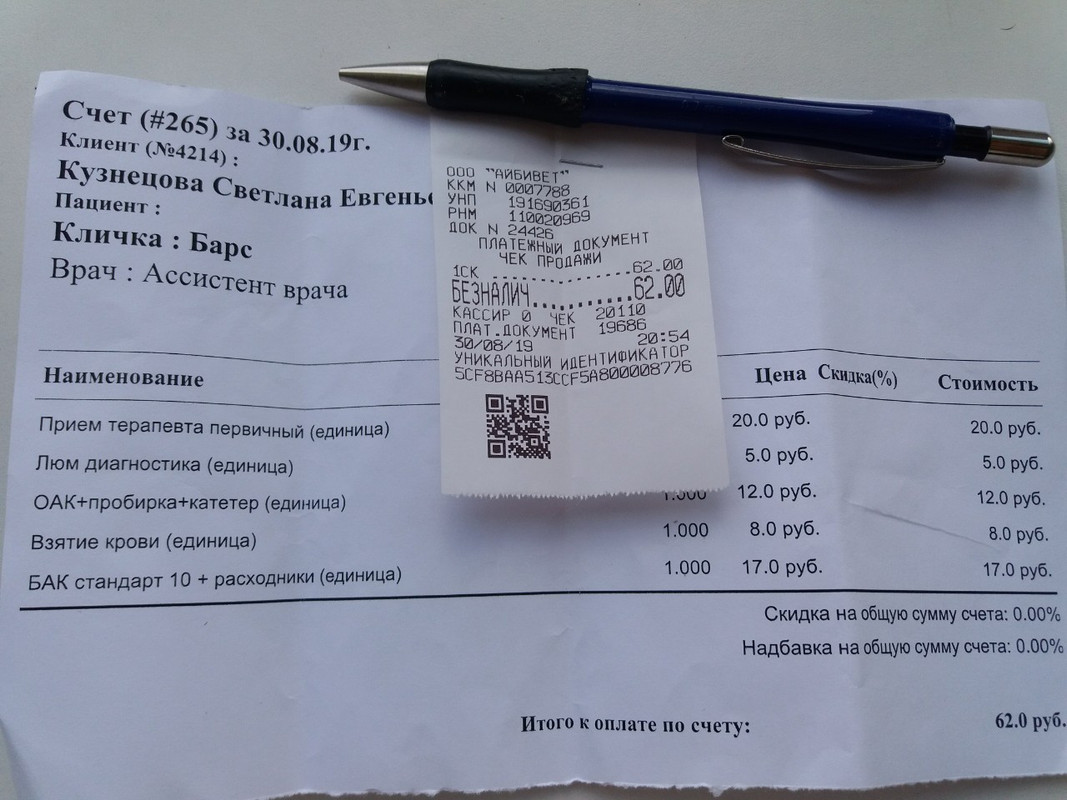 Счет (#265) за 30.08.19г.
Клиент (№4214) :
Кузнецова Светлана
Пациент :
Кличка : Барс
Врач : Ассистент врача
ООО "АЙБИВЕТ"
ККМ N 0007788
УНП 191690361
РНМ 110020969
ДОК N 24426
ПЛАТЕЖНЫЙ ДОКУМЕНТ
ЧЕК ПРОДАЖИ
1СК ..................62.00
БЕЗНАЛИЧ...........62.00
КАССИР 0 ЧЕК 20110
ПЛАТ.ДОКУМЕНТ 19686
30/08/19 20:54
УНИКАЛЬНЫЙ ИДЕНТИФИКАТОР
5CF8BAA513CCF5A800008776
Наименование Цена Скидка(%) Стоимость
Прием терапевта первичный (единица) 20.0 руб. 20.0 руб.
Люм диагностика (единица) 5.0 руб. 5.0 руб.
ОАК+пробирка+катетер (единица) 12.0 руб. 12.0 руб.
Взятие крови (единица) 1.000 8.0 руб. 8.0 руб.
БАК стандарт 10 + расходники (единица) 1.000 17.0 руб. 17.0 руб.
Скидка на общую сумму счета: 0.00%
Надбавка на общую сумму счета: 0.00%
Итого к оплате по счету: 62.0 руб.